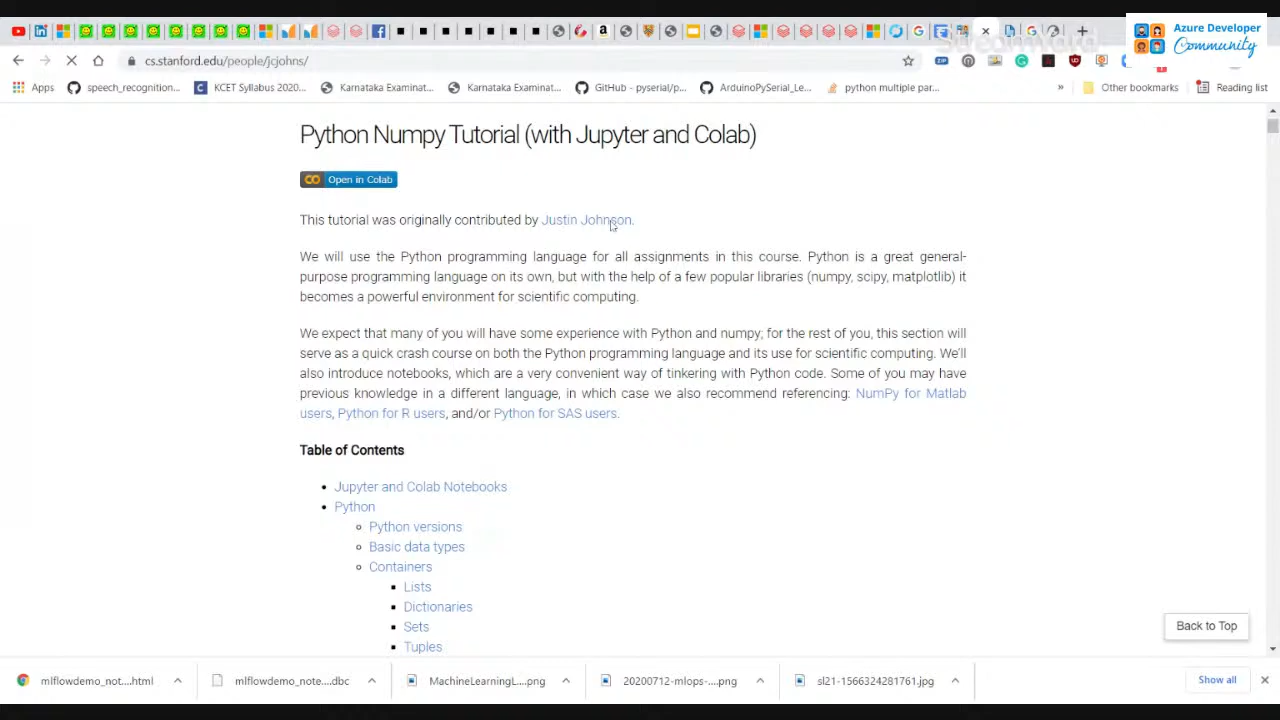 Azure Developer
Community
StreamYard
cs.stanford.edu/people/jcjohns/
Apps
speech_recognition...
KCET Syllabus 2020...
Karnataka Examinat...
Karnataka Examinat...
GitHub - pyserial/p...
ArduinoPySerial_Le...
python multiple par...
»
Other bookmarks
Reading list
Python Numpy Tutorial (with Jupyter and Colab)
CO Open in Colab
This tutorial was originally contributed by Justin Johnson.
We will use the Python programming language for all assignments in this course. Python is a great general-
purpose programming language on its own, but with the help of a few popular libraries (numpy, scipy, matplotlib) it
becomes a powerful environment for scientific computing.
We expect that many of you will have some experience with Python and numpy; for the rest of you, this section will
serve as a quick crash course on both the Python programming language and its use for scientific computing. We'll
also introduce notebooks, which are a very convenient way of tinkering with Python code. Some of you may have
previous knowledge in a different language, in which case we also recommend referencing: NumPy for Matlab
users, Python for R users, and/or Python for SAS users.
Table of Contents
Jupyter and Colab Notebooks
Python
Python versions
Basic data types
Containers
Lists
Dictionaries
Sets
Tuples
Back to Top
mlflowdemo_not....html
mlflowdemo_note....dbc
MachineLearningL....png
20200712-mlops-....png
sl21-1566324281761.jpg
Show all